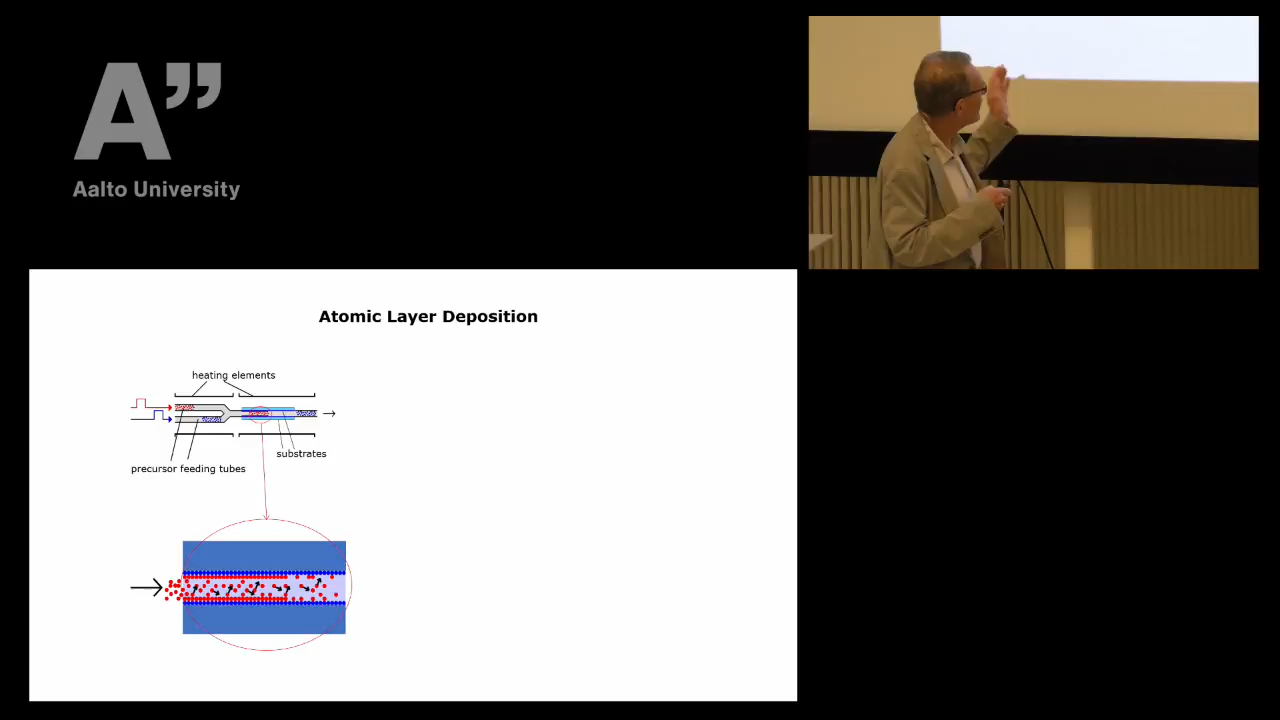 A”
Aalto University
Atomic Layer Deposition
heating elements
substrates
precursor feeding tubes